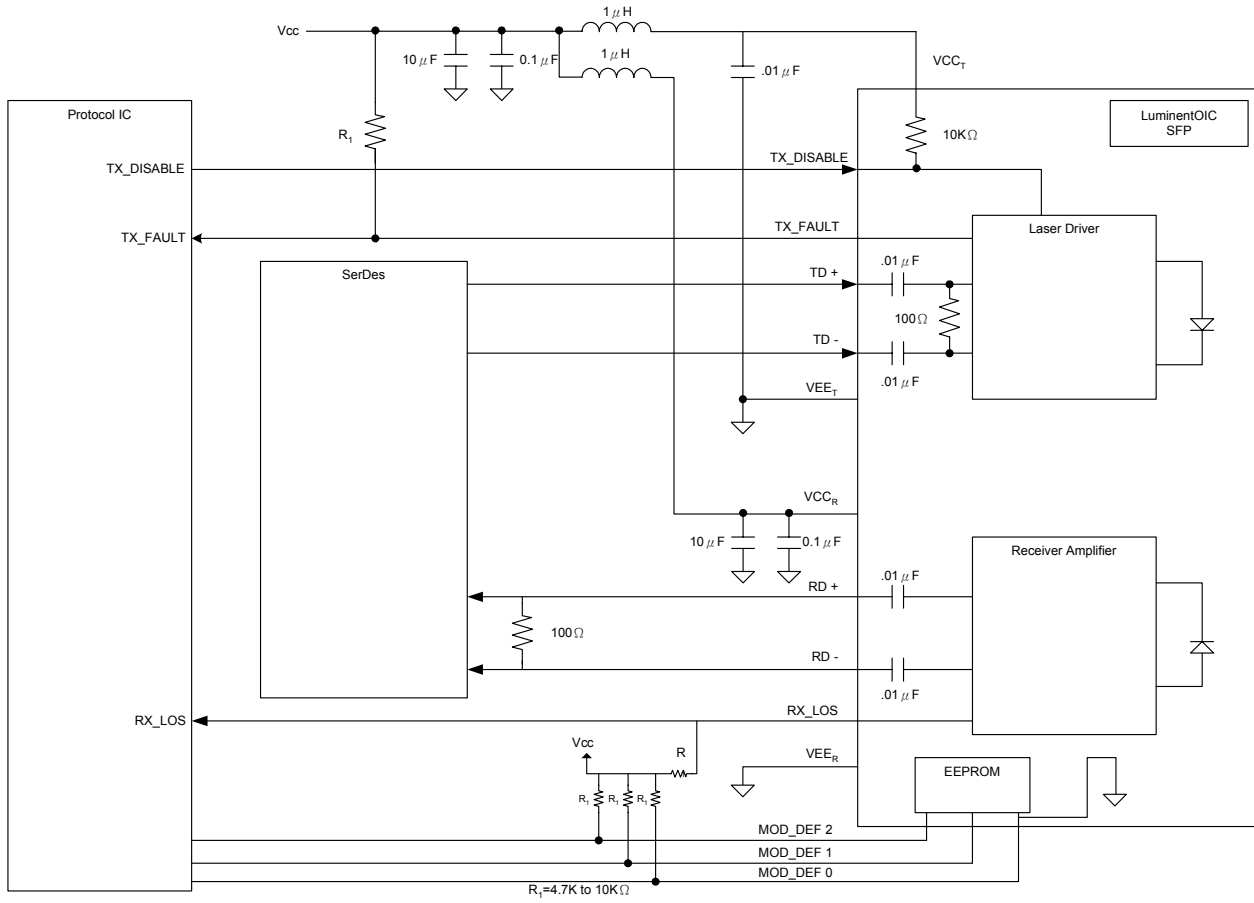 1 μH
Vcc
10 μF
0.1 μF
1 μH
.01 μF
VCC_T
Protocol IC
LuminentOIC
SFP
R_1
10KΩ
TX_DISABLE
TX_DISABLE
TX_FAULT
TX_FAULT
Laser Driver
SerDes
.01 μF
TD +
100Ω
TD -
.01 μF
VEE_T
VCC_R
10 μF
0.1 μF
Receiver Amplifier
.01 μF
RD +
100Ω
RD -
.01 μF
RX_LOS
RX_LOS
Vcc
R
VEE_R
EEPROM
R_1
R_1
R_1
MOD_DEF 2
MOD_DEF 1
MOD_DEF 0
R_1=4.7K to 10KΩ